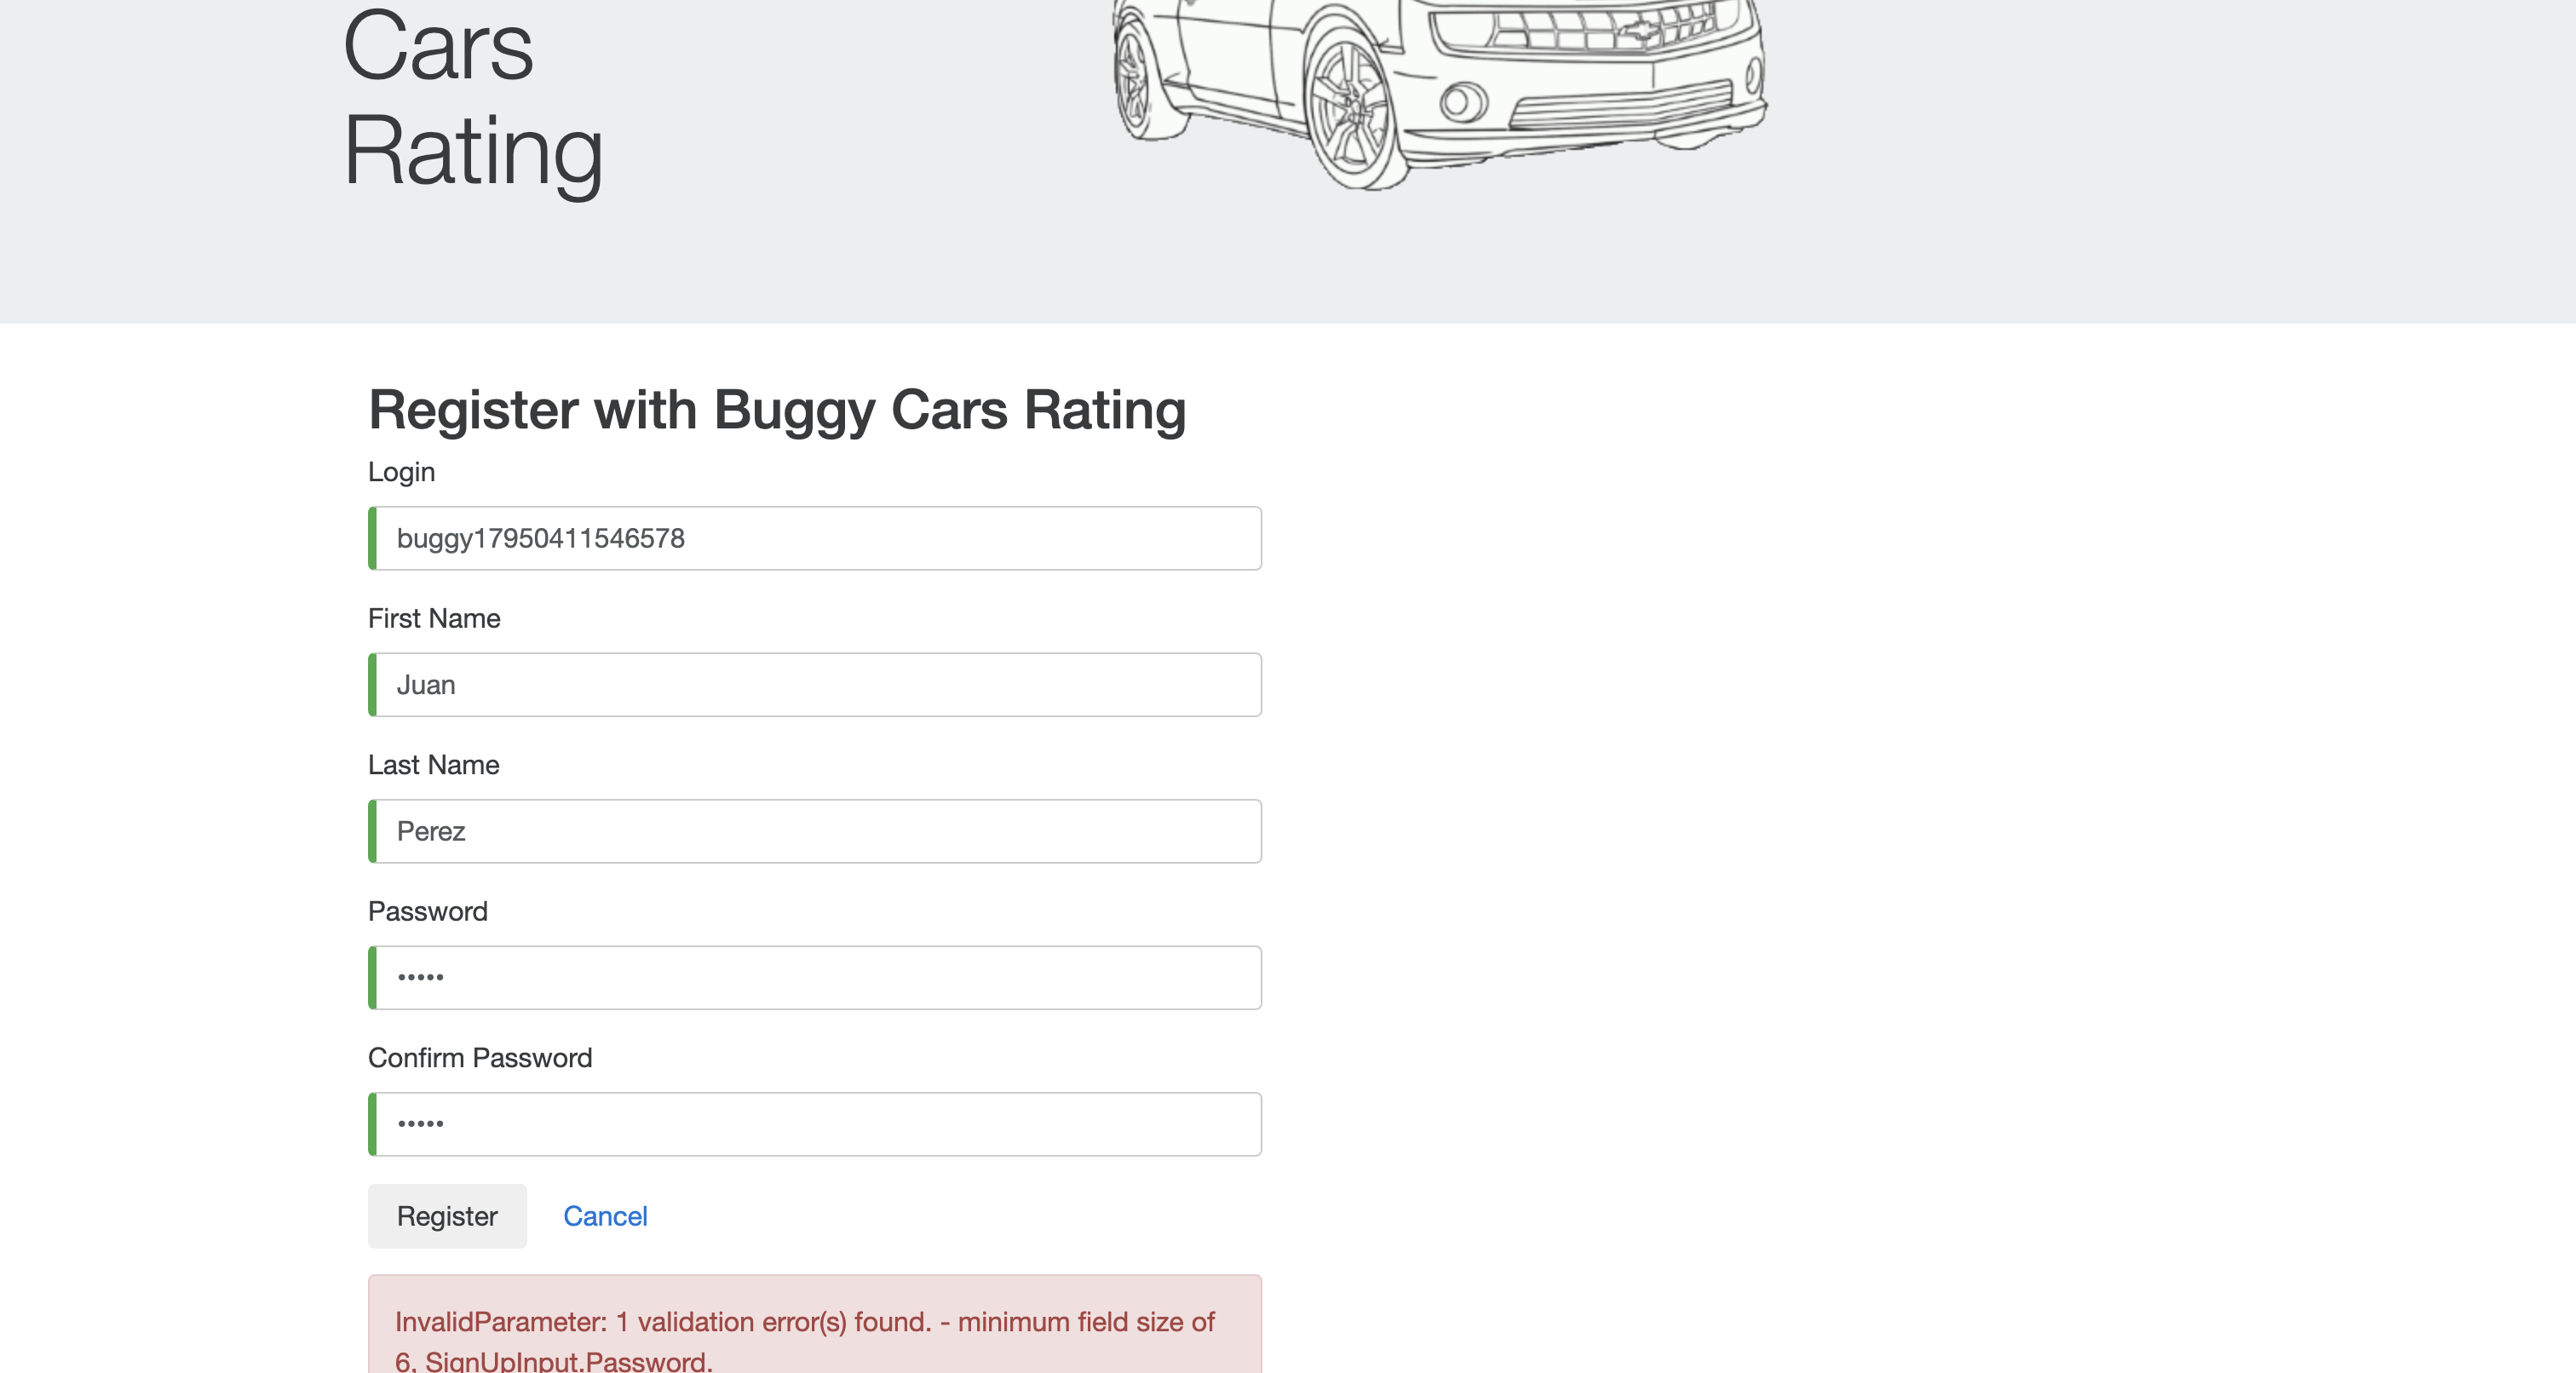 Cars
Rating
Register with Buggy Cars Rating
Login
buggy17950411546578
First Name
Juan
Last Name
Perez
Password
•••••
Confirm Password
•••••
Register Cancel
InvalidParameter: 1 validation error(s) found. - minimum field size of
6, SignUpInput.Password.